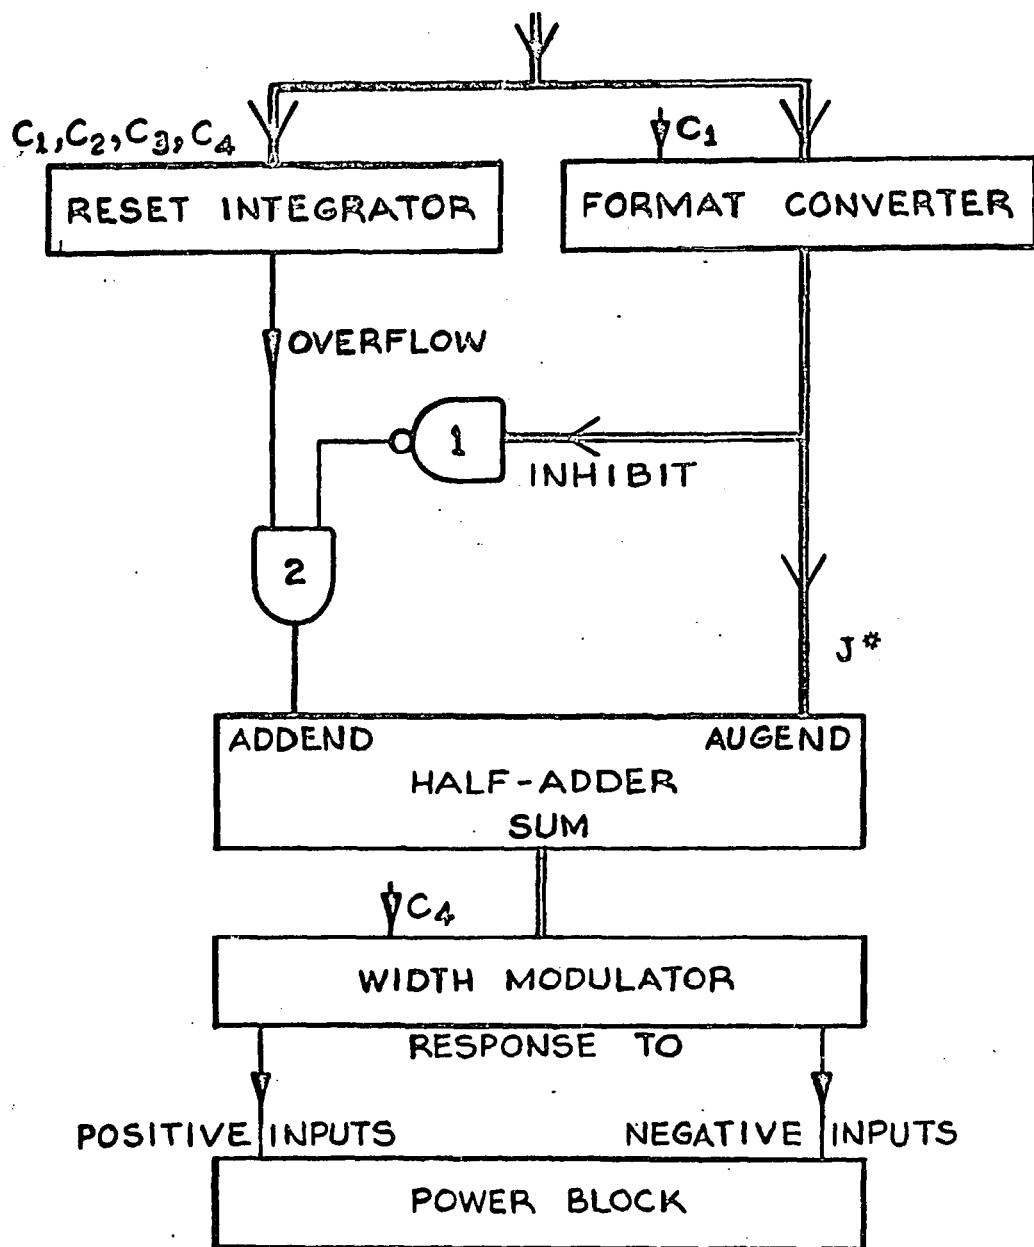 C1, C2, C3, C4
C1
RESET INTEGRATOR
FORMAT CONVERTER
OVERFLOW
1
INHIBIT
2
J*
ADDEND
AUGEND
HALF-ADDER
SUM
C4
WIDTH MODULATOR
RESPONSE TO
POSITIVE INPUTS
NEGATIVE INPUTS
POWER BLOCK